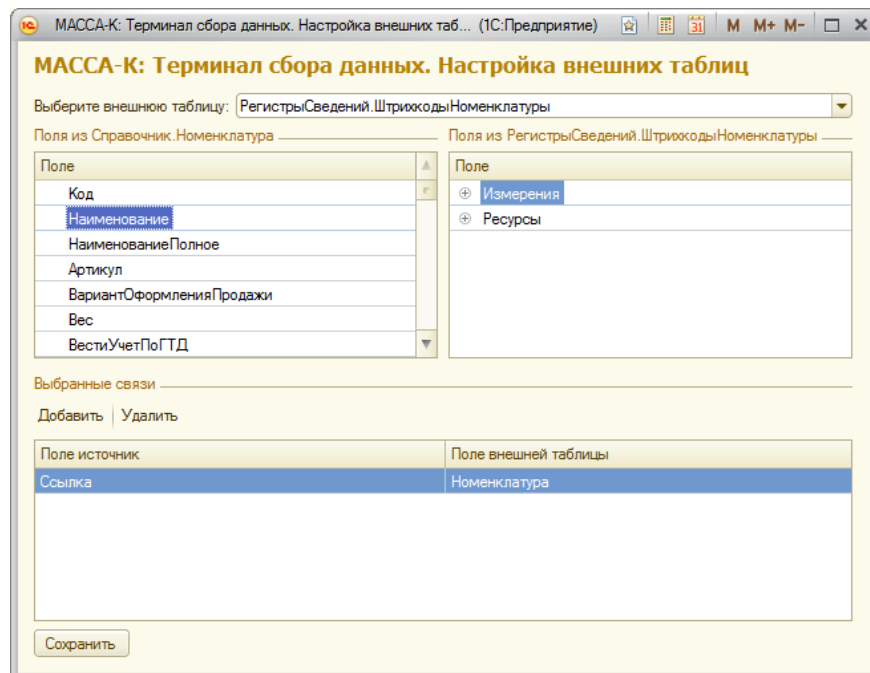 МАССА-К: Терминал сбора данных. Настройка внешних таб... (1С:Предприятие) 31 M M+ M-
МАССА-К: Терминал сбора данных. Настройка внешних таблиц
Выберите внешнюю таблицу: РегистрыСведений.ШтрихкодыНоменклатуры
Поля из Справочник.Номенклатура Поля из РегистрыСведений.ШтрихкодыНоменклатуры
Поле Поле
Код Измерения
Наименование Ресурсы
НаименованиеПолное
Артикул
ВариантОформленияПродажи
Вес
ВестиУчетПоГТД
Выбранные связи
Добавить Удалить
Поле источник Поле внешней таблицы
Ссылка Номенклатура
Сохранить